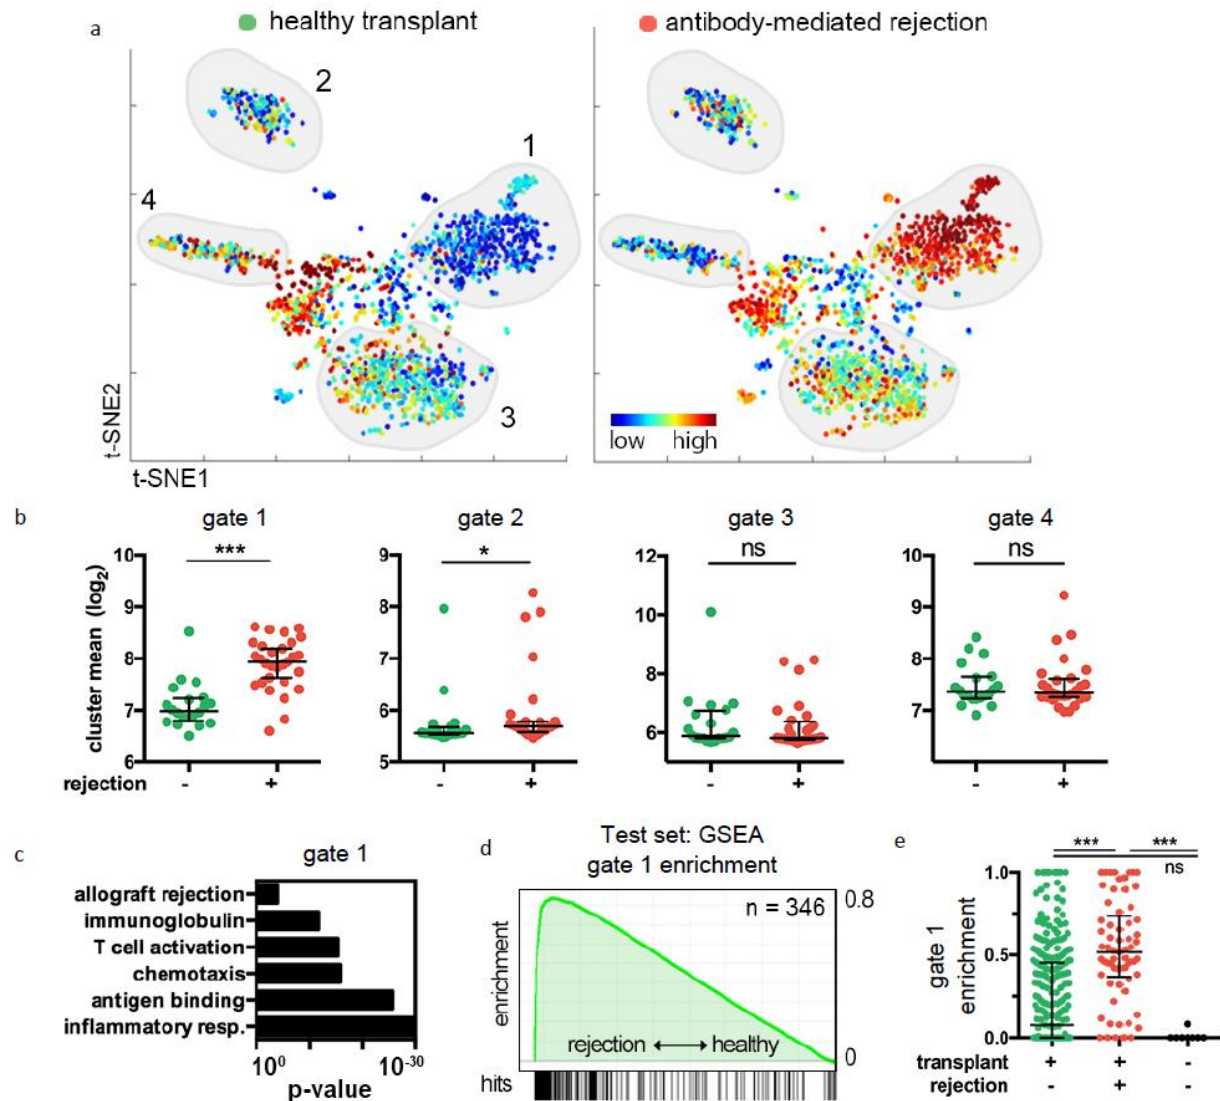 a
healthy transplant
antibody-mediated rejection
2
1
4
3
low high
t-SNE2
t-SNE1
b
gate 1
gate 2
gate 3
gate 4
***
*
ns
ns
cluster mean (log2)
10
9
8
7
6
9
8
7
6
5
12
10
8
6
10
9
8
7
rejection - + - + - + - +
c
gate 1
allograft rejection
immunoglobulin
T cell activation
chemotaxis
antigen binding
inflammatory resp.
10^0 10^-30
p-value
d
Test set: GSEA
gate 1 enrichment
n = 346
0.8
enrichment
rejection healthy
0
hits
e
*** ***
ns
gate 1
enrichment
1.0
0.5
0.0
transplant + + -
rejection - + -